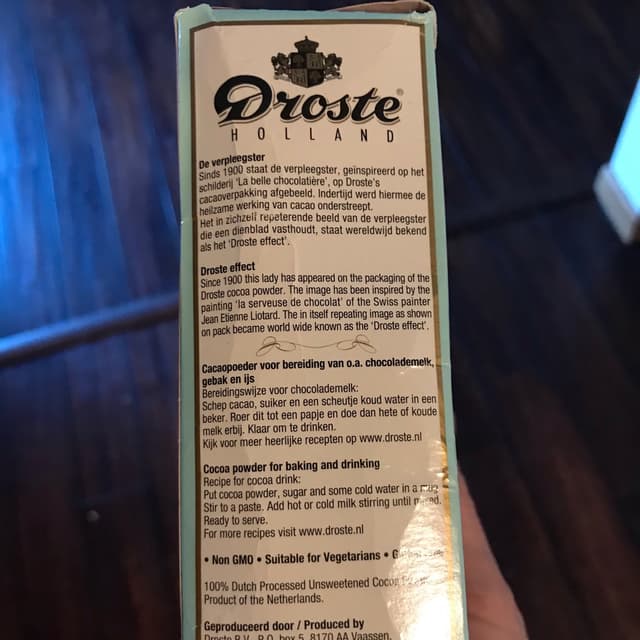 Droste®
HOLLAND
De verpleegster
Sinds 1900 staat de verpleegster, geïnspireerd op het
schilderij 'La belle chocolatière', op Droste's
cacaoverpakking afgebeeld. Indertijd werd hiermee de
heilzame werking van cacao onderstreept.
Het in zichzelf repeterende beeld van de verpleegster
die een dienblad vasthoudt, staat wereldwijd bekend
als het 'Droste effect'.
Droste effect
Since 1900 this lady has appeared on the packaging of the
Droste cocoa powder. The image has been inspired by the
painting 'la serveuse de chocolat' of the Swiss painter
Jean Etienne Liotard. The in itself repeating image as shown
on pack became world wide known as the 'Droste effect'.
Cacaopoeder voor bereiding van o.a. chocolademelk,
gebak en ijs
Bereidingswijze voor chocolademelk:
Schep cacao, suiker en een scheutje koud water in een
beker. Roer dit tot een papje en doe dan hete of koude
melk erbij. Klaar om te drinken.
Kijk voor meer heerlijke recepten op www.droste.nl
Cocoa powder for baking and drinking
Recipe for cocoa drink:
Put cocoa powder, sugar and some cold water in a mug
Stir to a paste. Add hot or cold milk stirring until
Ready to serve.
For more recipes visit www.droste.nl
• Non GMO • Suitable for Vegetarians •
100% Dutch Processed Unsweetened Cocoa
Product of the Netherlands.
Geproduceerd door / Produced by
Droste B.V., P.O. box 5, 8170 AA Vaassen,